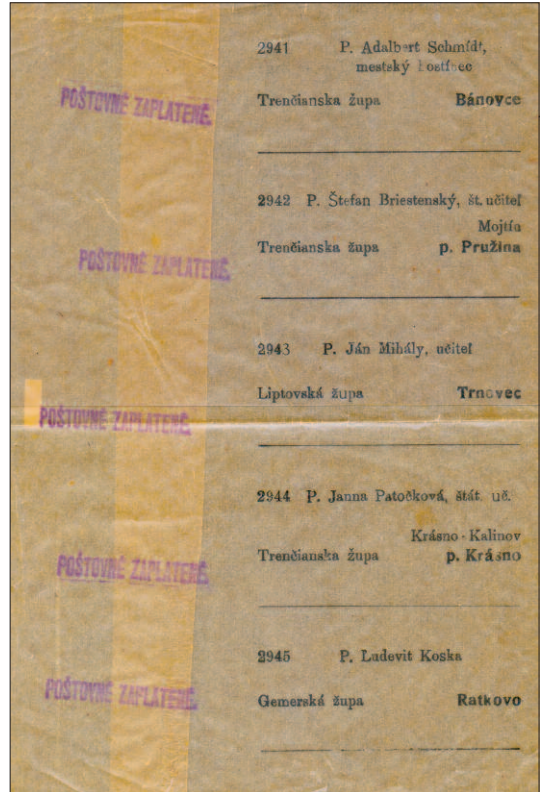 2941 P. Adalbert Schmidt,
mestský hostinec
POŠTOVNÉ ZAPLATENÉ.
Trenčianska župa Bánovce
2942 P. Štefan Briestenský, št. učiteľ
Mojtín
Trenčianska župa p. Pružina
POŠTOVNÉ ZAPLATENÉ.
2943 P. Ján Mihály, učiteľ
Liptovská župa Trnovec
POŠTOVNÉ ZAPLATENÉ.
2944 P. Janna Patočková, štát. uč.
Krásno-Kalinov
Trenčianska župa p. Krásno
POŠTOVNÉ ZAPLATENÉ.
2945 P. Ludevit Koska
POŠTOVNÉ ZAPLATENÉ.
Gemerská župa Ratkovo